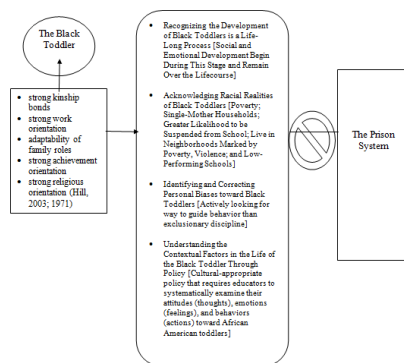 The Black
Toddler
• strong kinship
bonds
• strong work
orientation
• adaptability of
family roles
• strong achievement
orientation
• strong religious
orientation (Hill,
2003; 1971)
• Recognizing the Development
of Black Toddlers is a Life-
Long Process [Social and
Emotional Development Begin
During This Stage and Remain
Over the Lifecourse]
• Acknowledging Racial Realities
of Black Toddlers [Poverty;
Single-Mother Households;
Greater Likelihood to be
Suspended from School; Live in
Neighborhoods Marked by
Poverty, Violence; and Low-
Performing Schools]
• Identifying and Correcting
Personal Biases toward Black
Toddlers [Actively looking for
way to guide behavior than
exclusionary discipline]
• Understanding the
Contextual Factors in the Life of
the Black Toddler Through
Policy [Cultural-appropriate
policy that requires educators to
systematically examine their
attitudes (thoughts), emotions
(feelings), and behaviors
(actions) toward African
American toddlers]
The Prison
System